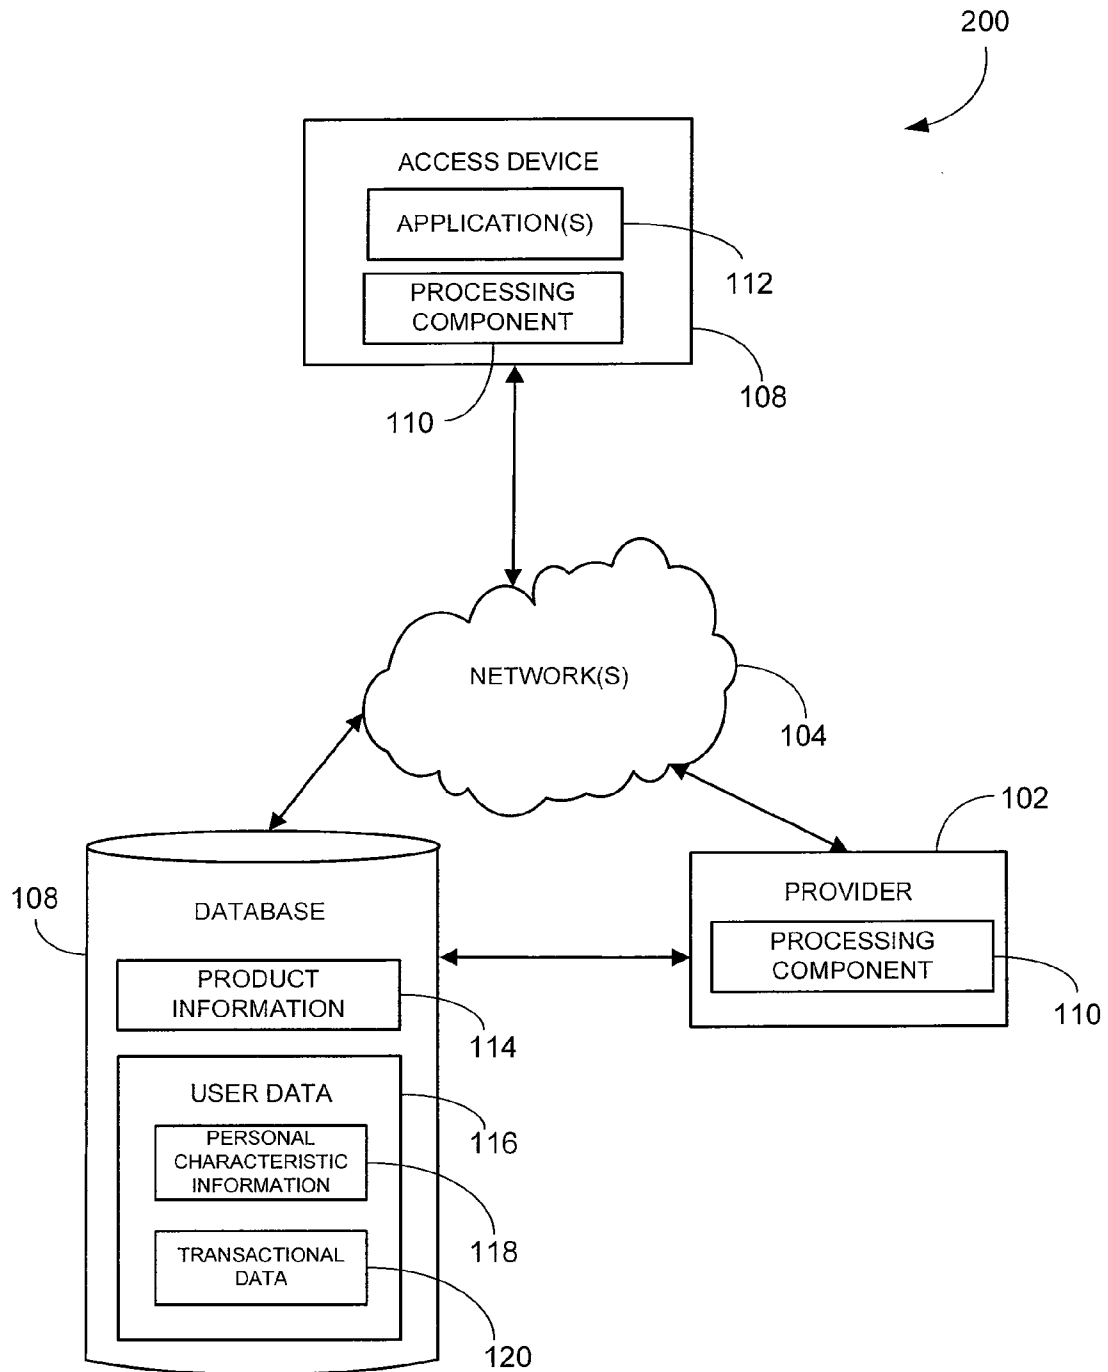 200
ACCESS DEVICE
APPLICATION(S)
112
PROCESSING
COMPONENT
108
110
NETWORK(S)
104
102
108
DATABASE
PROVIDER
PROCESSING
COMPONENT
110
PRODUCT
INFORMATION
114
USER DATA
116
PERSONAL
CHARACTERISTIC
INFORMATION
118
TRANSACTIONAL
DATA
120